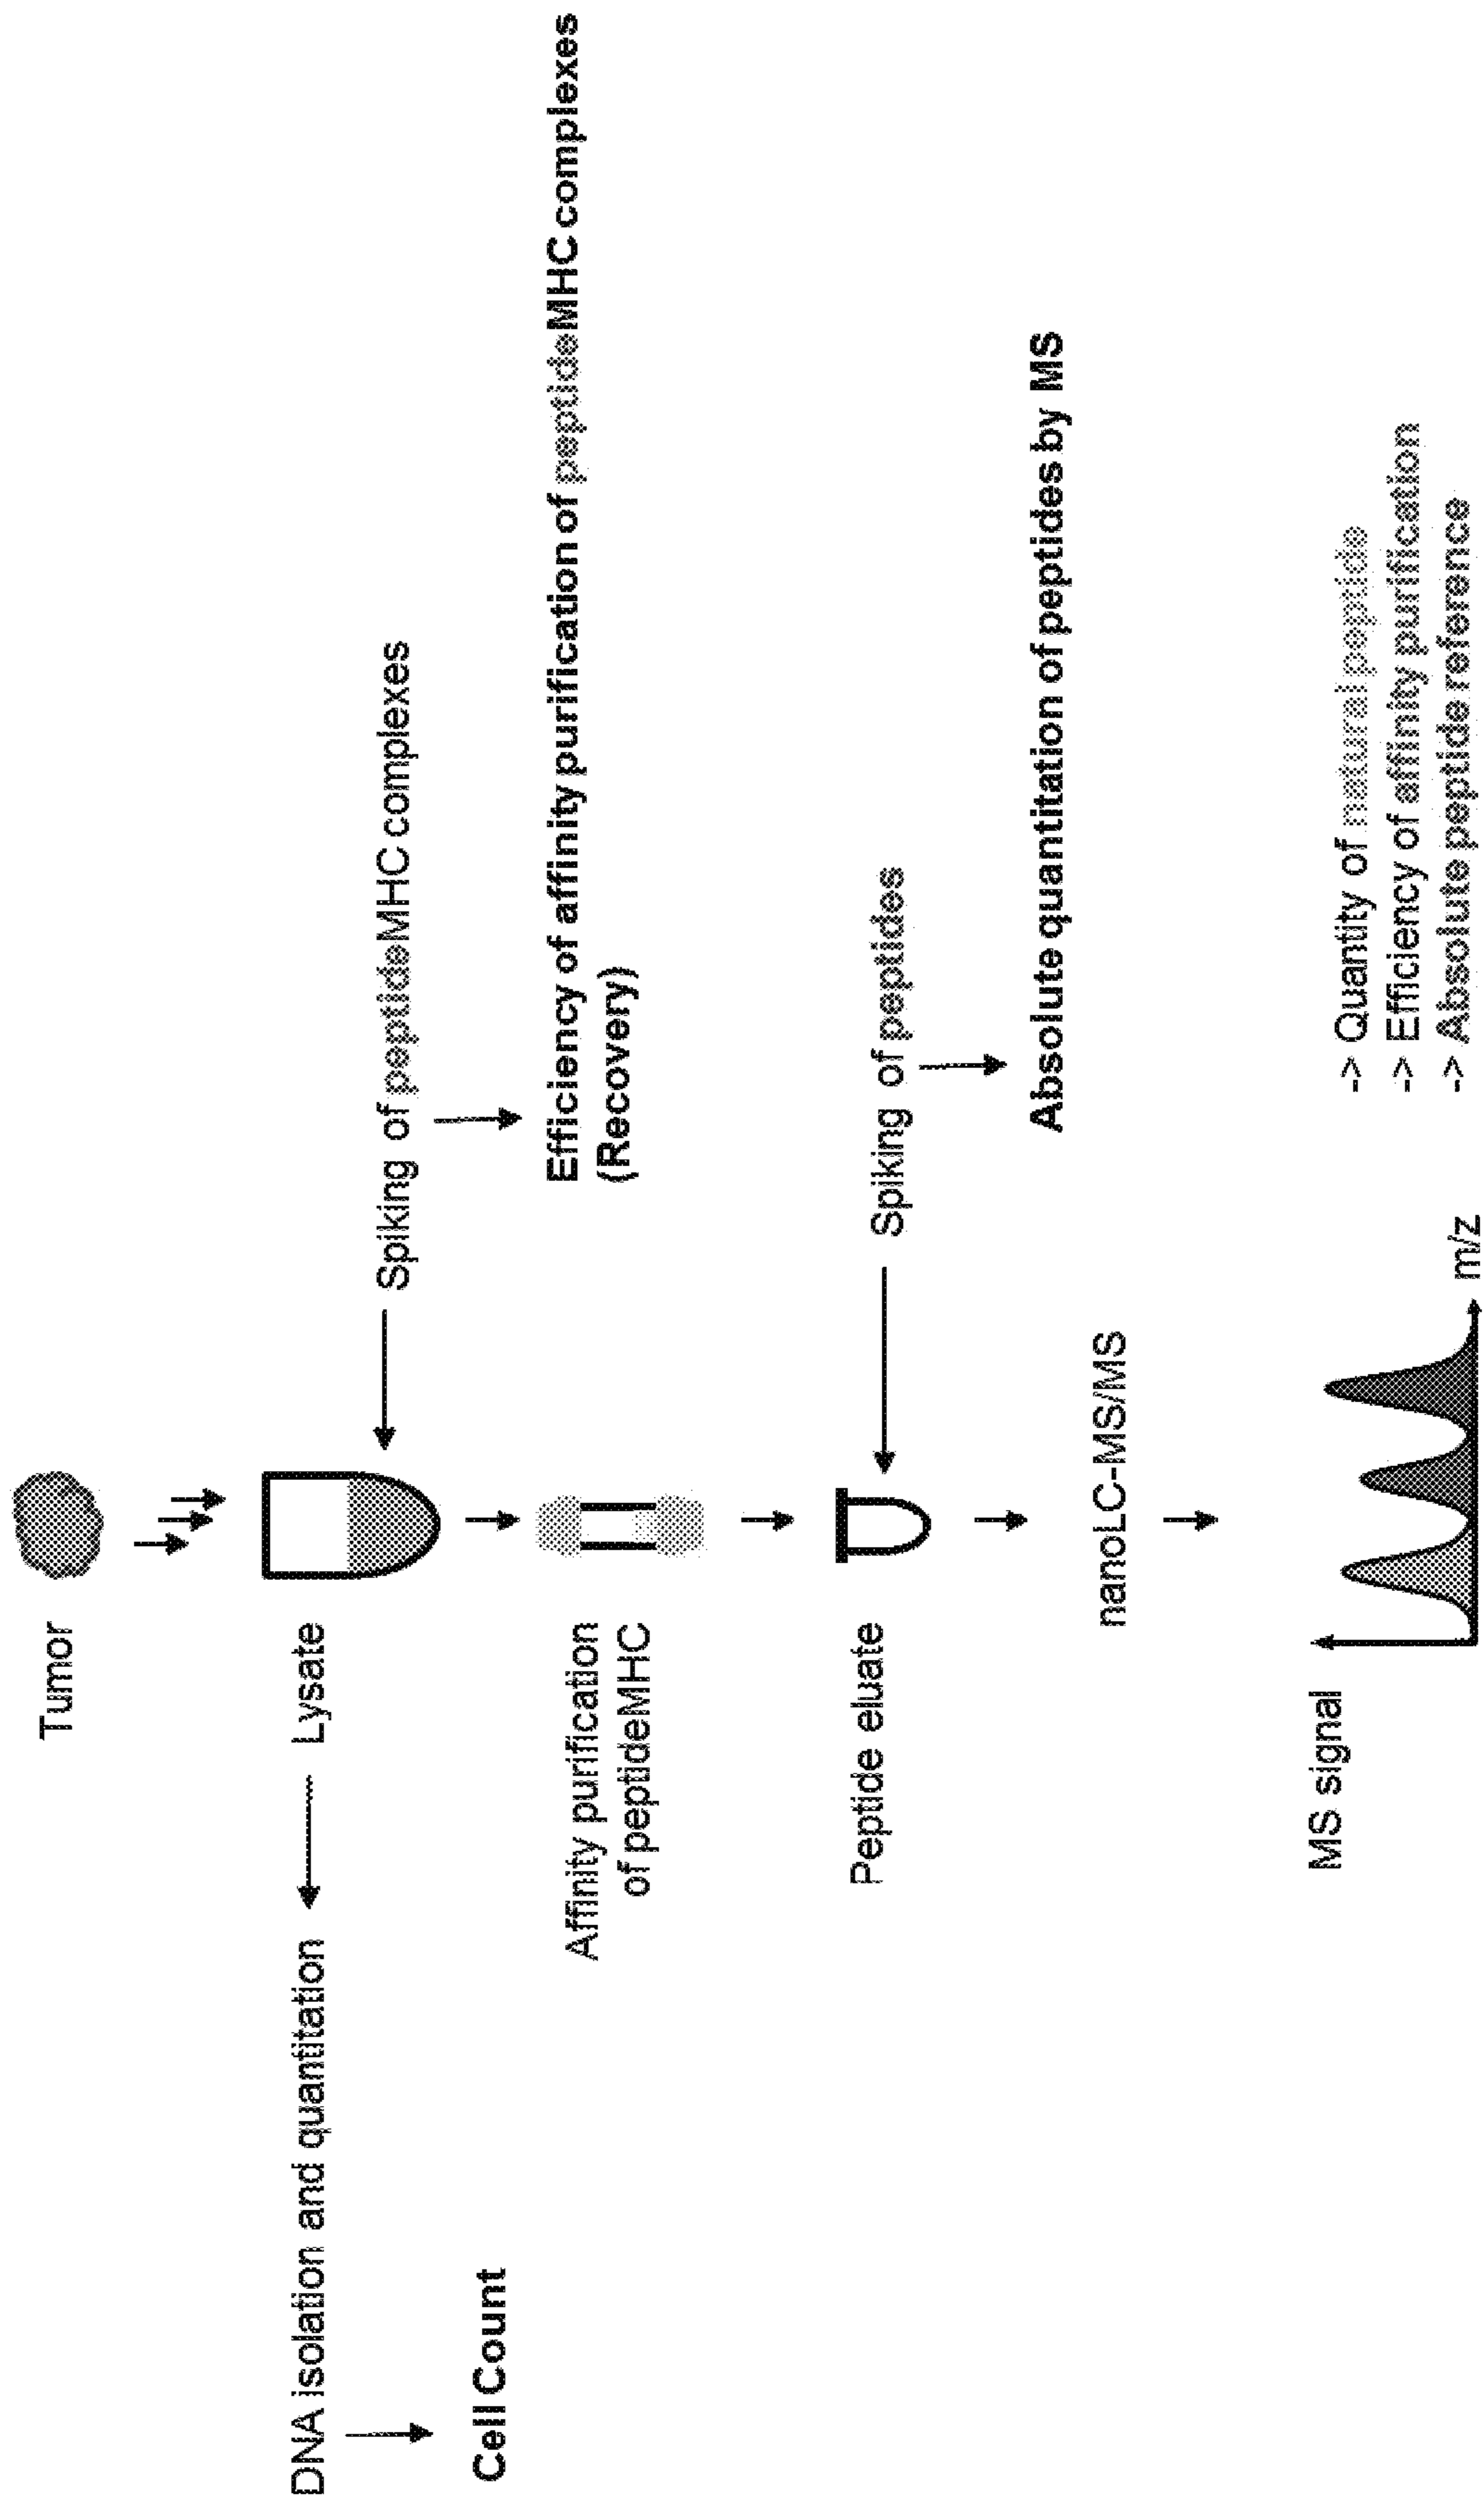 Tumor
DNA isolation and quantitation
Lysate
Spiking of peptideMHC complexes
Cell Count
Efficiency of affinity purification of peptideMHC complexes
(Recovery)
Affinity purification
of peptideMHC
Peptide eluate
Spiking of peptides
Absolute quantitation of peptides by MS
nanoLC-MS/MS
MS signal
m/z
-> Quantity of natural peptide
-> Efficiency of affinity purification
-> Absolute peptide reference